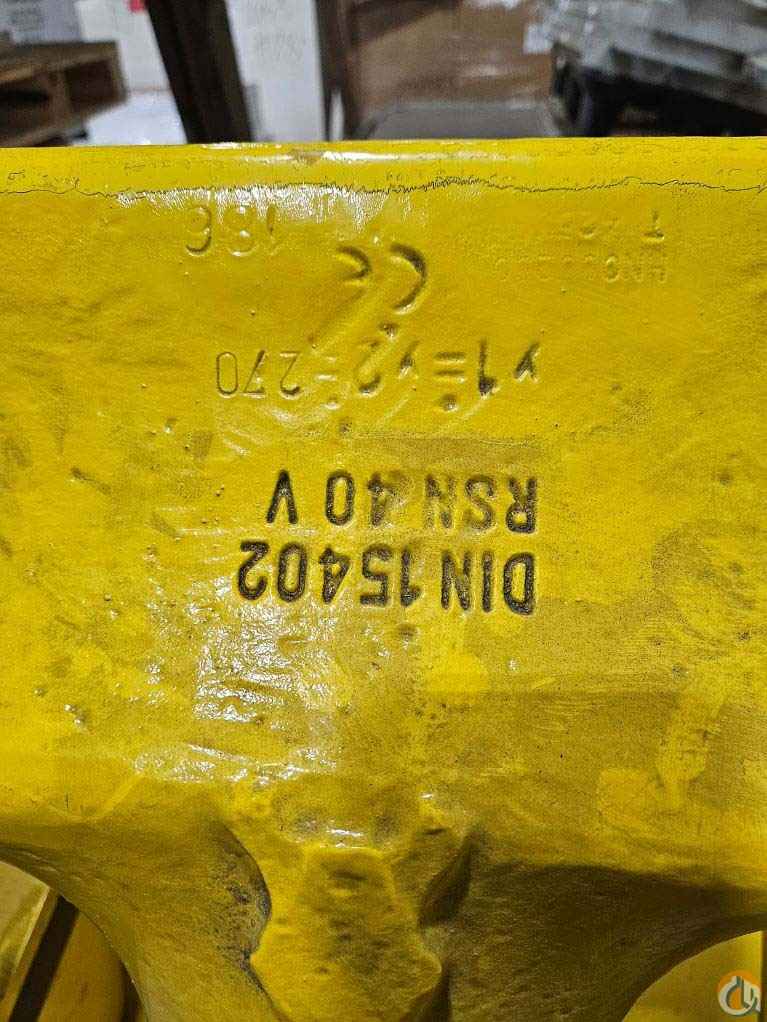 DIN 15402
RSN 40 V
y1=y2=270
CE